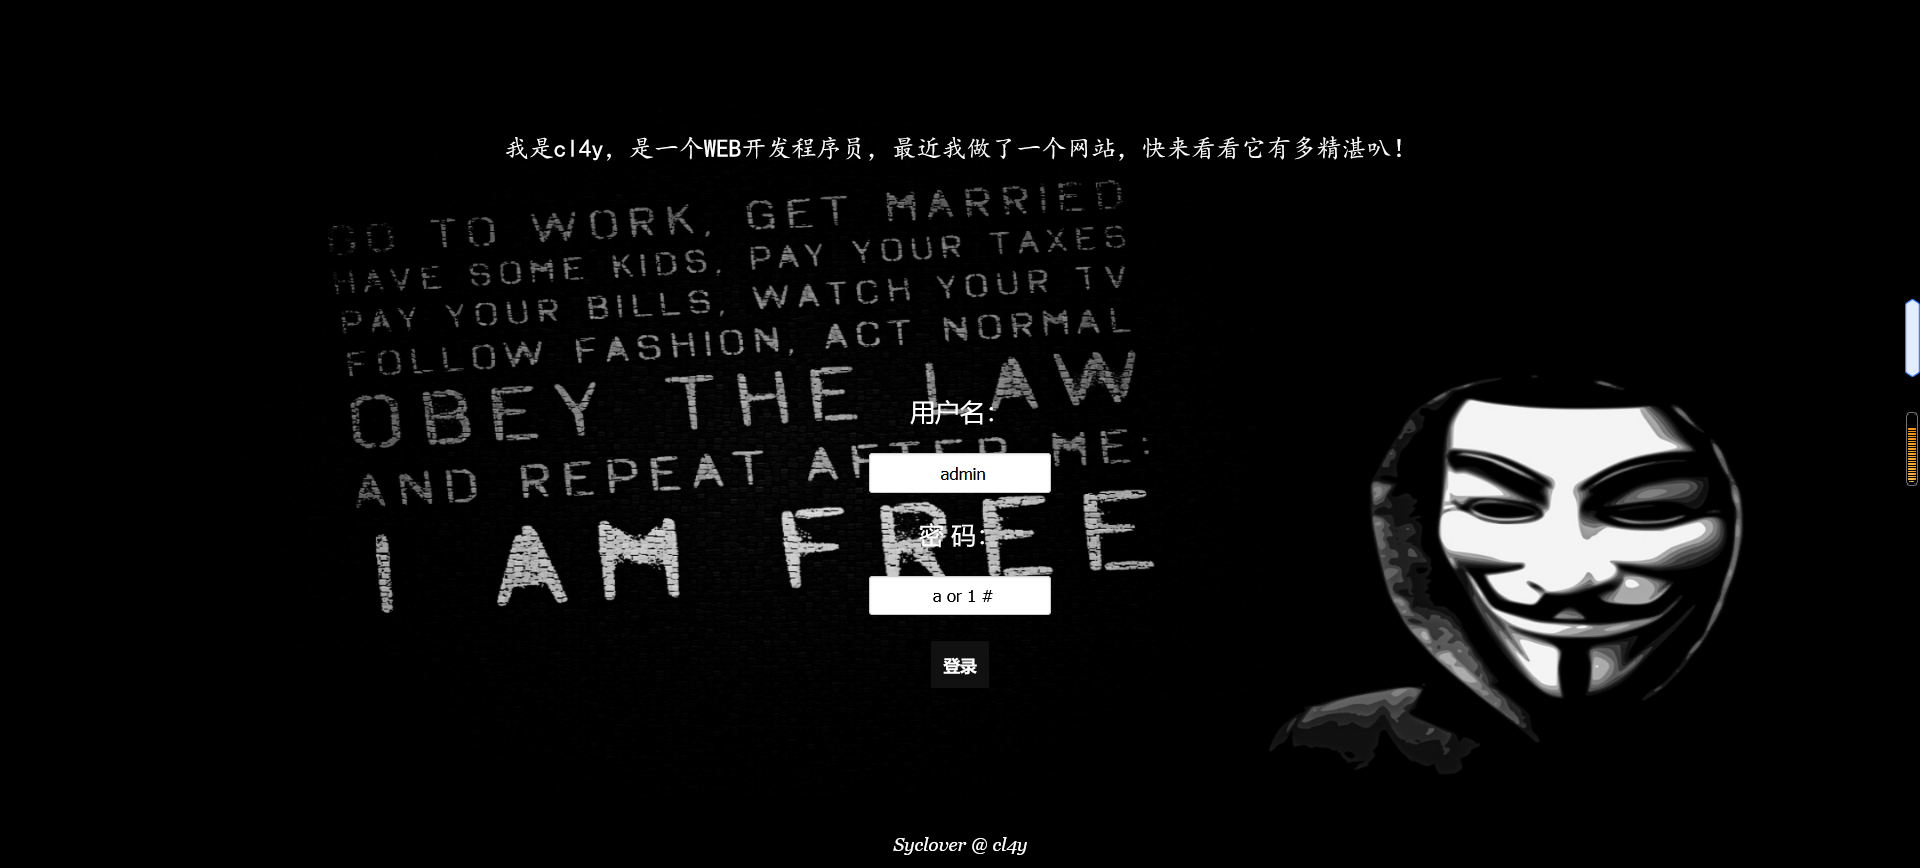 我是cl4y，是一个WEB开发程序员，最近我做了一个网站，快来看看它有多精湛叭！
GO TO WORK, GET MARRIED
HAVE SOME KIDS, PAY YOUR TAXES
PAY YOUR BILLS, WATCH YOUR TV
FOLLOW FASHION, ACT NORMAL
OBEY THE LAW
AND REPEAT AFTER ME:
I AM FREE
用户名：
admin
密 码：
a or 1 #
登录
Syclover @ cl4y